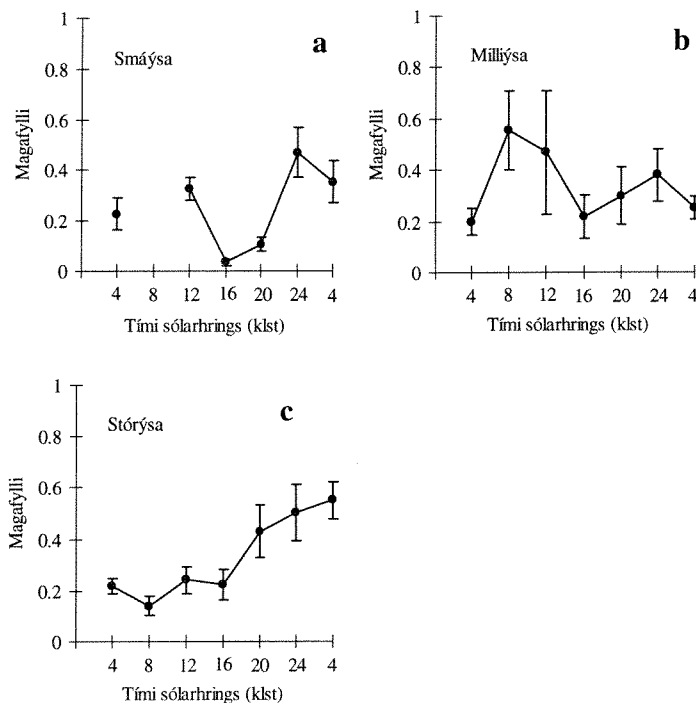 a
Smáýsa
Magafylli
1
0.8
0.6
0.4
0.2
0
4 8 12 16 20 24 4
Tími sólarhrings (klst)
b
Milliýsa
Magafylli
1
0.8
0.6
0.4
0.2
0
4 8 12 16 20 24 4
Tími sólarhrings (klst)
c
Stórýsa
Magafylli
1
0.8
0.6
0.4
0.2
0
4 8 12 16 20 24 4
Tími sólarhrings (klst)